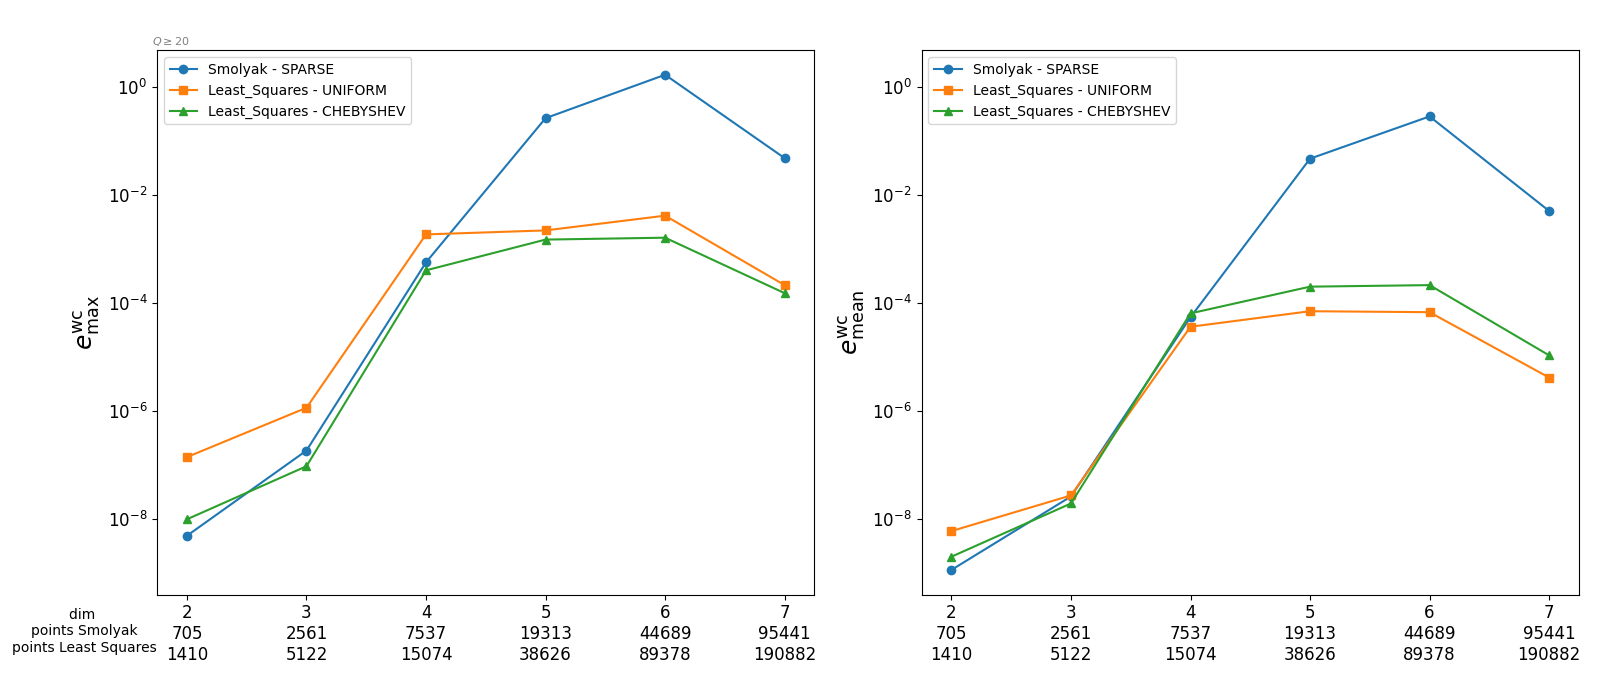 Q ≥ 20
Smolyak - SPARSE
Least_Squares - UNIFORM
Least_Squares - CHEBYSHEV
10^0
10^−2
10^−4
10^−6
10^−8
e^wc_max
dim
points Smolyak
points Least Squares
2 3 4 5 6 7
705 2561 7537 19313 44689 95441
1410 5122 15074 38626 89378 190882
Smolyak - SPARSE
Least_Squares - UNIFORM
Least_Squares - CHEBYSHEV
10^0
10^−2
10^−4
10^−6
10^−8
e^wc_mean
2 3 4 5 6 7
705 2561 7537 19313 44689 95441
1410 5122 15074 38626 89378 190882